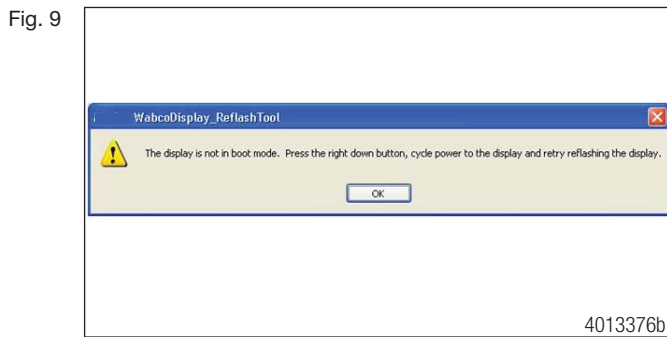 Fig. 9
WabcoDisplay_ReflashTool
The display is not in boot mode. Press the right down button, cycle power to the display and retry reflashing the display.
OK
4013376b